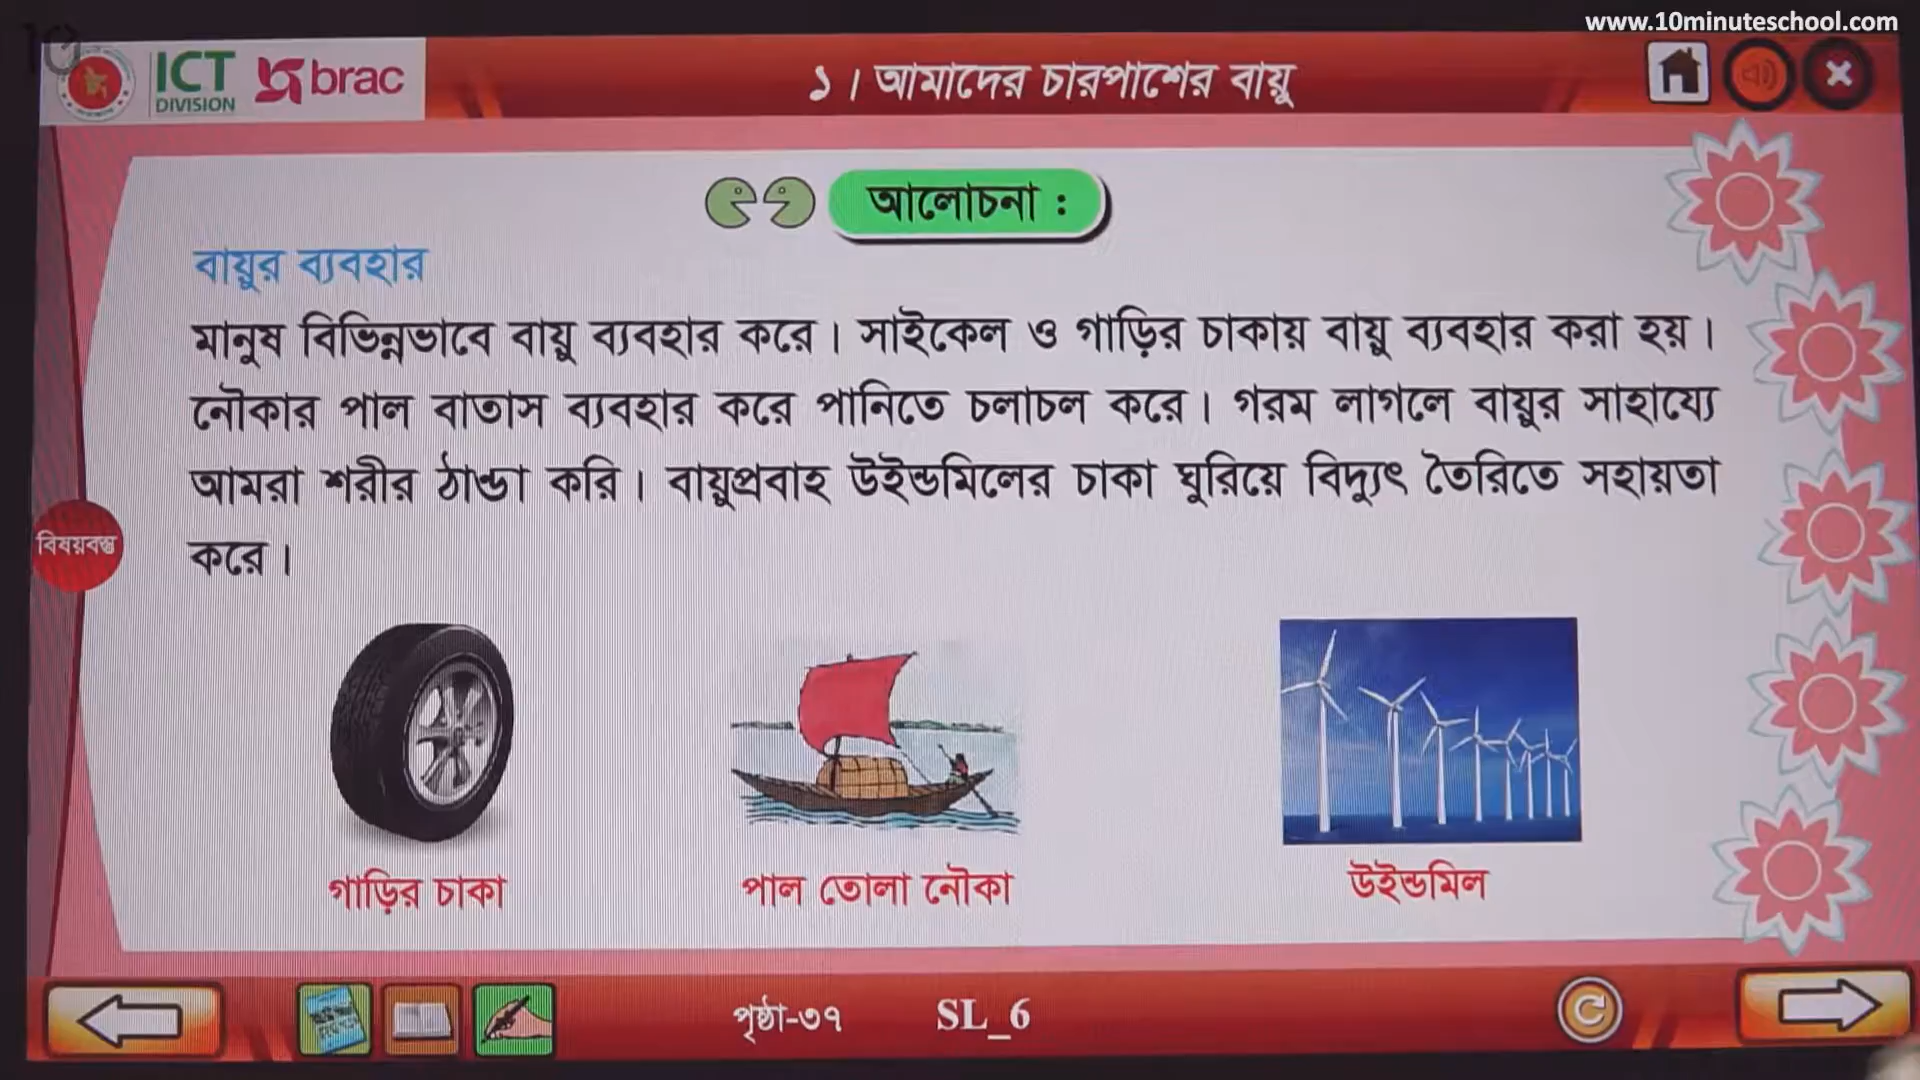 www.10minuteschool.com
10
ICT
DIVISION
brac
১। আমাদের চারপাশের বায়ু
আলোচনা :
বায়ুর ব্যবহার
মানুষ বিভিন্নভাবে বায়ু ব্যবহার করে। সাইকেল ও গাড়ির চাকায় বায়ু ব্যবহার করা হয়।
নৌকার পাল বাতাস ব্যবহার করে পানিতে চলাচল করে। গরম লাগলে বায়ুর সাহায্যে
আমরা শরীর ঠান্ডা করি। বায়ুপ্রবাহ উইন্ডমিলের চাকা ঘুরিয়ে বিদ্যুৎ তৈরিতে সহায়তা
করে।
বিষয়বস্তু
গাড়ির চাকা
পাল তোলা নৌকা
উইন্ডমিল
পৃষ্ঠা-৩৭
SL_6